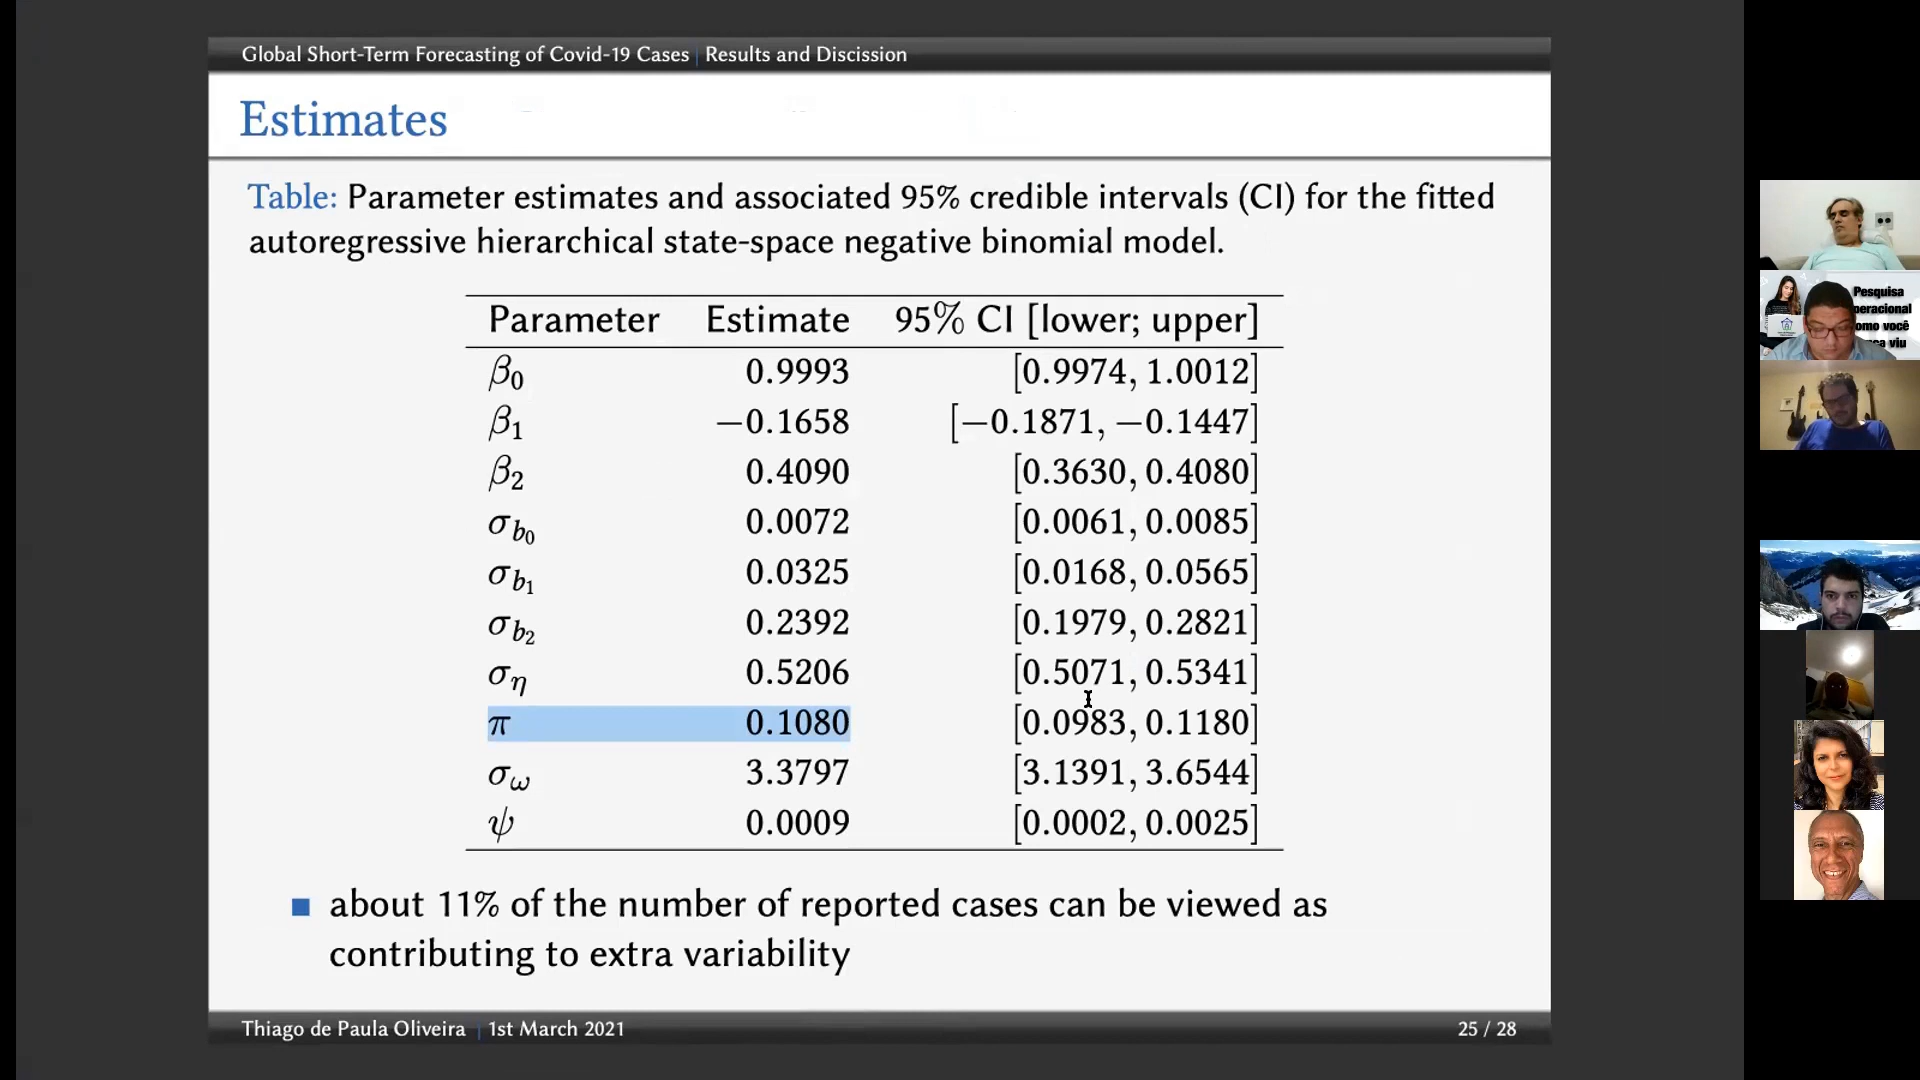 Global Short-Term Forecasting of Covid-19 Cases | Results and Discission
Estimates
Table: Parameter estimates and associated 95% credible intervals (CI) for the fitted
autoregressive hierarchical state-space negative binomial model.
Parameter Estimate 95% CI [lower; upper]
β0 0.9993 [0.9974, 1.0012]
β1 −0.1658 [−0.1871, −0.1447]
β2 0.4090 [0.3630, 0.4080]
σb0 0.0072 [0.0061, 0.0085]
σb1 0.0325 [0.0168, 0.0565]
σb2 0.2392 [0.1979, 0.2821]
ση 0.5206 [0.5071, 0.5341]
π 0.1080 [0.0983, 0.1180]
σω 3.3797 [3.1391, 3.6544]
ψ 0.0009 [0.0002, 0.0025]
about 11% of the number of reported cases can be viewed as
contributing to extra variability
Thiago de Paula Oliveira | 1st March 2021 25 / 28
Pesquisa
viu